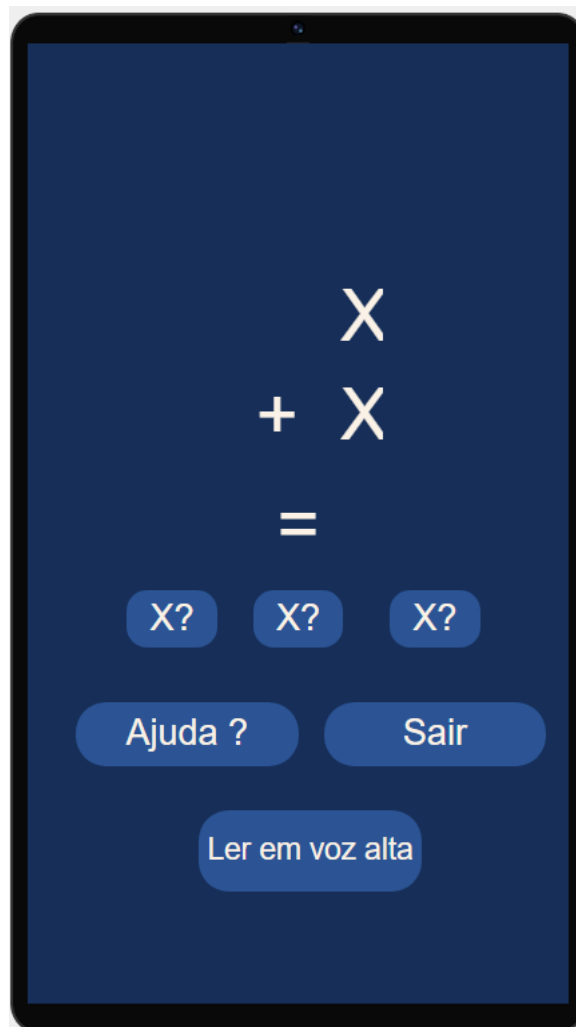 X
+ X
=
X? X? X?
Ajuda ? Sair
Ler em voz alta